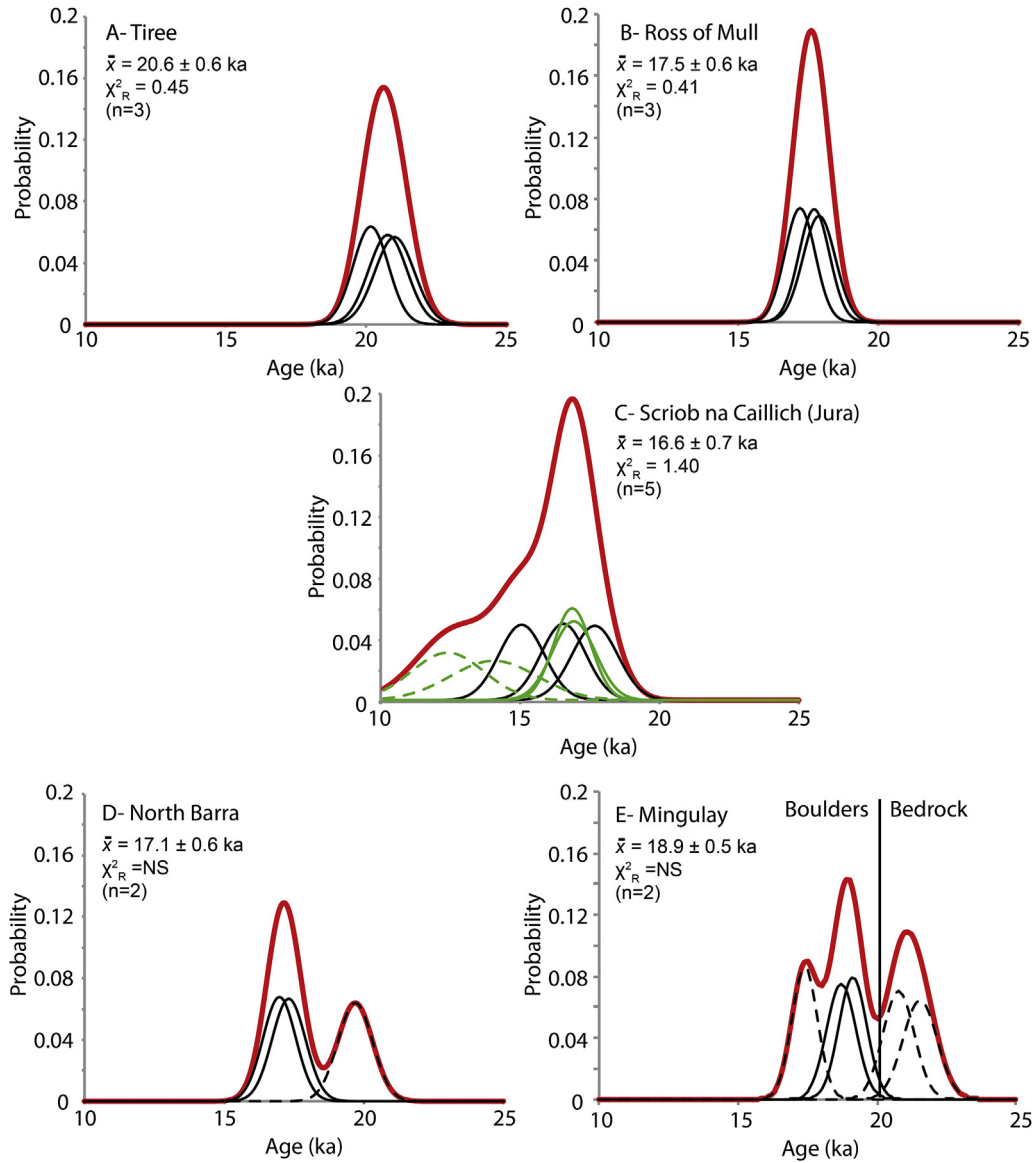 A- Tiree
x̄ = 20.6 ± 0.6 ka
χ²R = 0.45
(n=3)
0.2
0.16
0.12
0.08
0.04
0
Probability
10
15
20
25
Age (ka)
B- Ross of Mull
x̄ = 17.5 ± 0.6 ka
χ²R = 0.41
(n=3)
0.2
0.16
0.12
0.08
0.04
0
Probability
10
15
20
25
Age (ka)
C- Scriob na Caillich (Jura)
x̄ = 16.6 ± 0.7 ka
χ²R = 1.40
(n=5)
0.2
0.16
0.12
0.08
0.04
0
Probability
10
15
20
25
Age (ka)
D- North Barra
x̄ = 17.1 ± 0.6 ka
χ²R =NS
(n=2)
0.2
0.16
0.12
0.08
0.04
0
Probability
10
15
20
25
Age (ka)
E- Mingulay
x̄ = 18.9 ± 0.5 ka
χ²R =NS
(n=2)
Boulders
Bedrock
0.2
0.16
0.12
0.08
0.04
0
Probability
10
15
20
25
Age (ka)